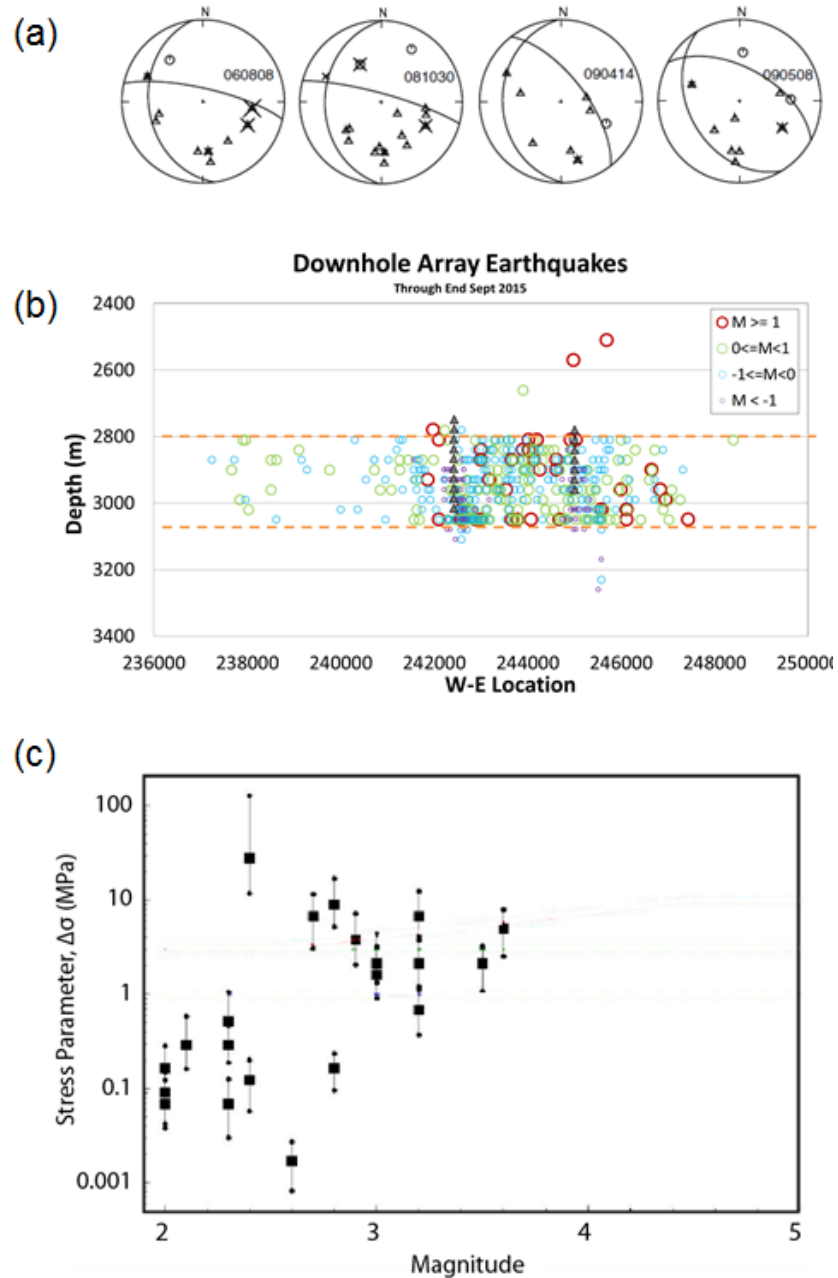 (a)
N N N N
060808 081030 090414 090508
(b)
Downhole Array Earthquakes
Through End Sept 2015
2400
2600
2800
3000
3200
3400
Depth (m)
M >= 1
0<=M<1
-1<=M<0
M < -1
236000 238000 240000 242000 244000 246000 248000 250000
W-E Location
(c)
100
10
1
0.1
0.001
Stress Parameter, Δσ (MPa)
2 3 4 5
Magnitude